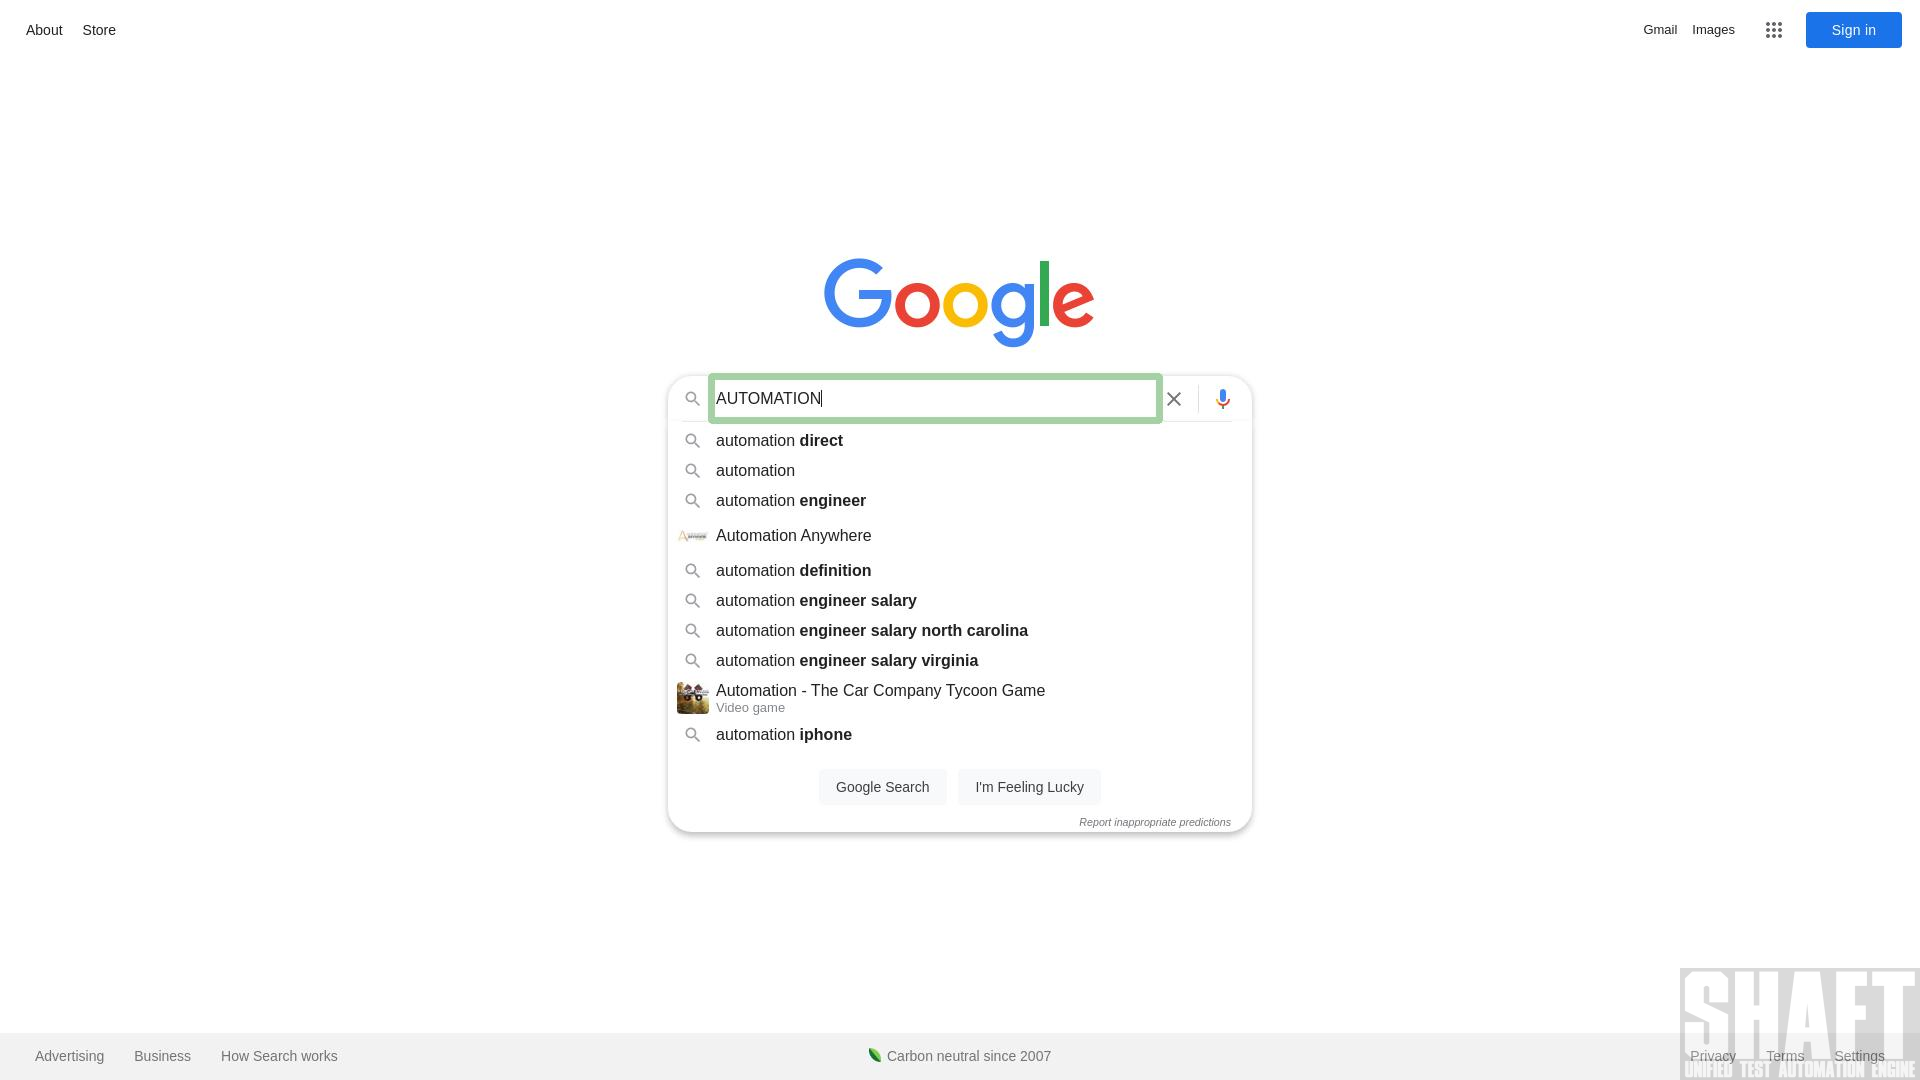 About Store Gmail Images Sign in
Google
AUTOMATION
automation direct
automation
automation engineer
Automation Anywhere
automation definition
automation engineer salary
automation engineer salary north carolina
automation engineer salary virginia
Automation - The Car Company Tycoon Game
Video game
automation iphone
Google Search I'm Feeling Lucky
Report inappropriate predictions
SHAFT
Advertising Business How Search works Carbon neutral since 2007 Privacy Terms Settings
UNIFIED TEST AUTOMATION ENGINE